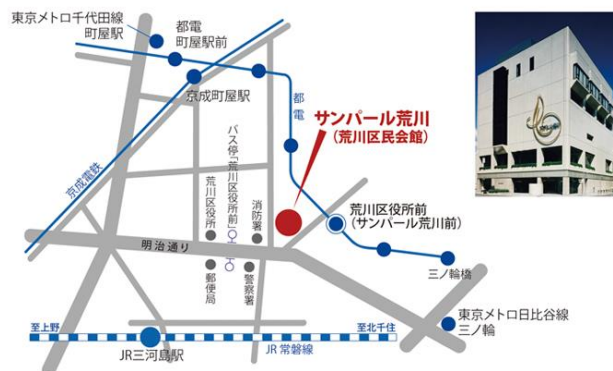 東京メトロ千代田線
町屋駅
都電
町屋駅前
京成町屋駅
都電
サンパール荒川
(荒川区民会館)
京成電鉄
バス停「荒川区役所前」
荒川区役所
消防署
荒川区役所前
(サンパール荒川前)
明治通り
郵便局
警察署
三ノ輪橋
東京メトロ日比谷線
三ノ輪
至上野
至北千住
JR三河島駅
JR 常磐線